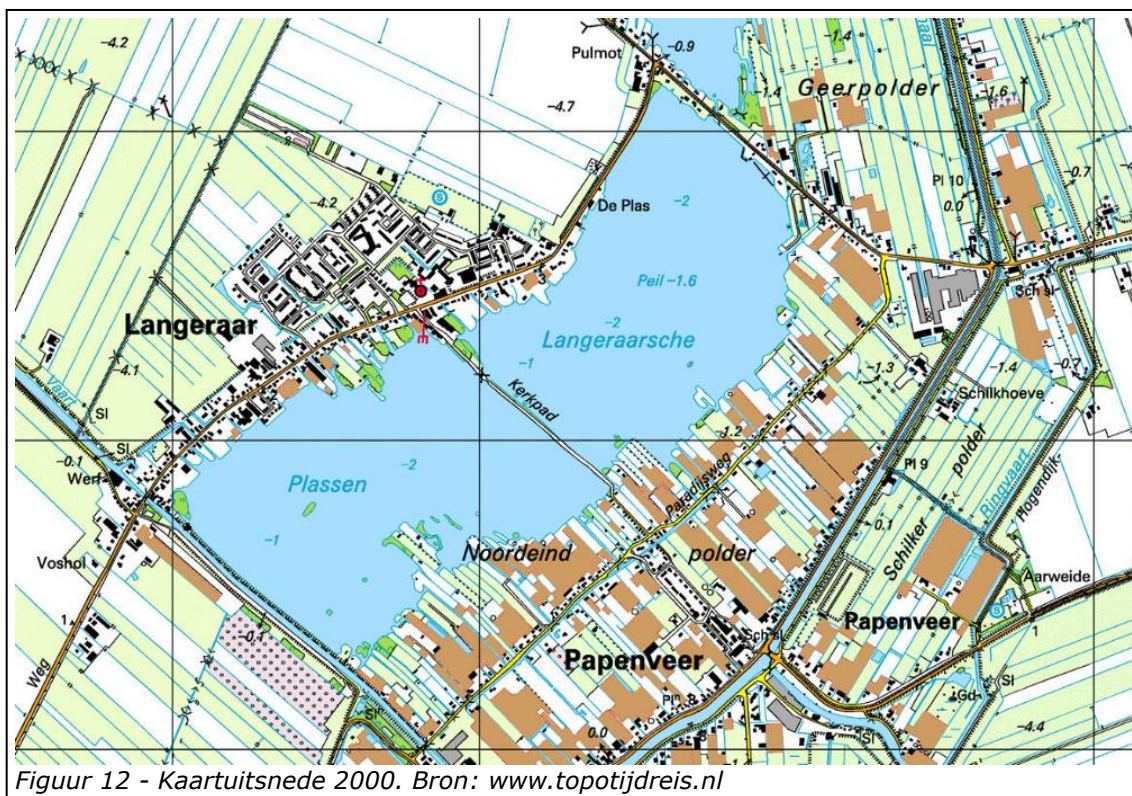 -4.2
Pulmot
-0.9
-1.4
-1.4
Geerpolder
-1.6
-4.7
Pl 10
0.0
-0.7
-4.2
De Plas
-2
Peil -1.6
Sch sl
Langeraar
-2
Langeraarsche
-1
-1.3
-1.4
-0.7
Kerkpad
Schilkhoeve
-4.1
vaart
Sl
Sl
-1.2
polder
-0.1
Werf
-2
Plassen
Paradijsweg
Pl 9
Ringvaart
Hogendijk-
-1
0.1
Noordeind
polder
Schilker
Voshol
Aarweide
1
-0.1
Papenveer
Papenveer
Sch sl
1
Weg
Gd
Sl
-4.4
0.0
Sl
Figuur 12 - Kaartuitsnede 2000. Bron: www.topotijdreis.nl